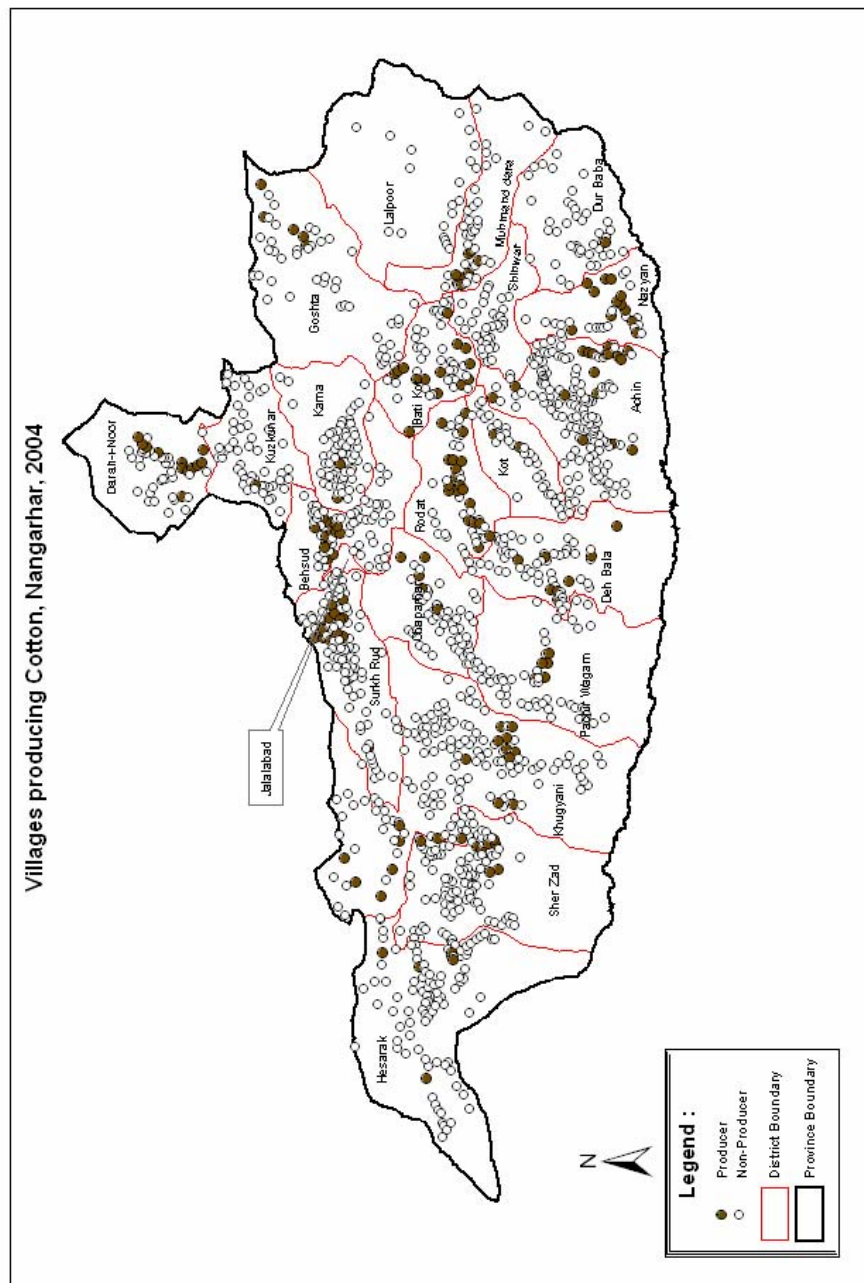 Villages producing Cotton, Nangarhar, 2004
Darah-i-Noor
Kuzkunar
Goshta
Kama
Lalpoor
Behsud
Jalalabad
Surkh Rud
Rodat
Bati Kot
Muhmand dara
Shinwar
Chaparhar
Kot
Dur Baba
Nazyan
Achin
Deh Bala
Pachir Wagam
Khugyani
Sher Zad
Hesarak
N
Legend :
Producer
Non-Producer
District Boundary
Province Boundary